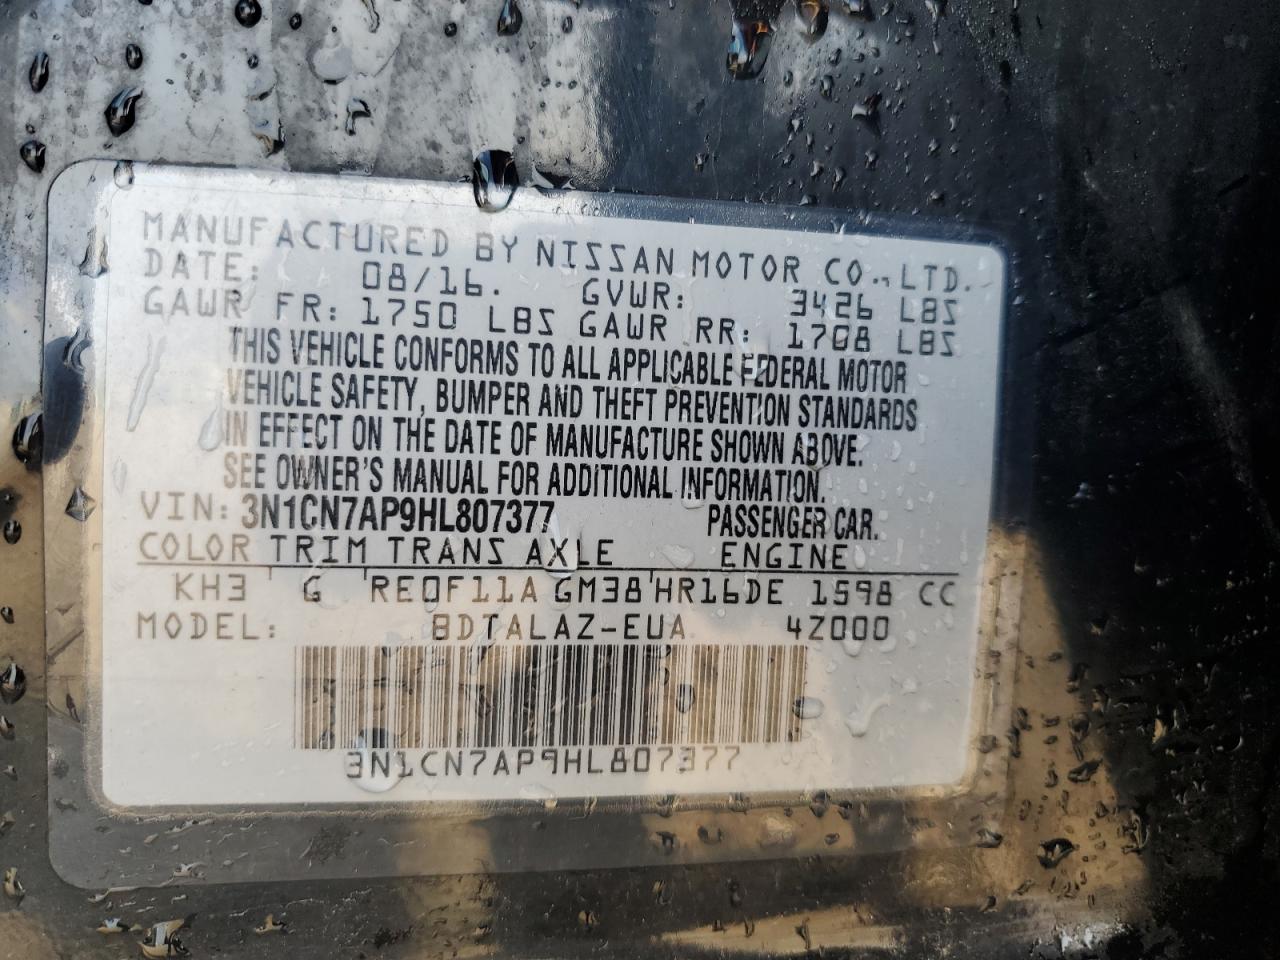 MANUFACTURED BY NISSAN MOTOR CO., LTD.
DATE: 08/16. GVWR: 3426 LBS
GAWR FR: 1750 LBS GAWR RR: 1708 LBS
THIS VEHICLE CONFORMS TO ALL APPLICABLE FEDERAL MOTOR
VEHICLE SAFETY, BUMPER AND THEFT PREVENTION STANDARDS
IN EFFECT ON THE DATE OF MANUFACTURE SHOWN ABOVE.
SEE OWNER'S MANUAL FOR ADDITIONAL INFORMATION.
VIN: 3N1CN7AP9HL807377 PASSENGER CAR.
COLOR TRIM TRANS AXLE ENGINE
KH3 ' G 'RE0F11A GM38'HR16DE 1598 CC
MODEL: BDTALAZ-EUA 4Z000
3N1CN7AP9HL807377